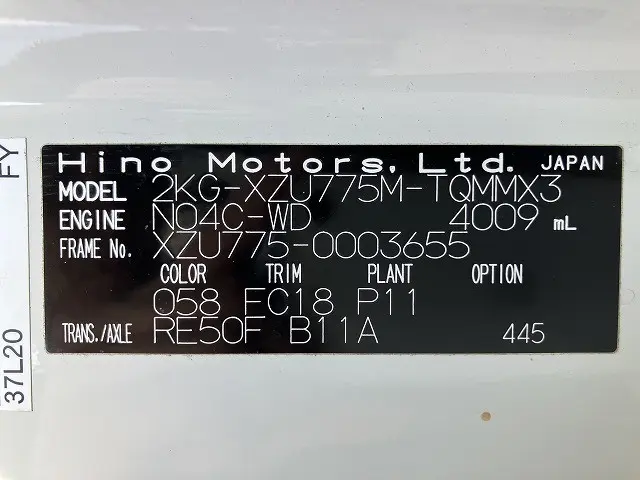 Hino Motors, Ltd. JAPAN
MODEL 2KG-XZU775M-TQMMX3
ENGINE N04C-WD 4009 mL
FRAME No. XZU775-0003655
COLOR TRIM PLANT OPTION
058 FC18 P11
TRANS./AXLE RE50F B11A 445
FY
37L20